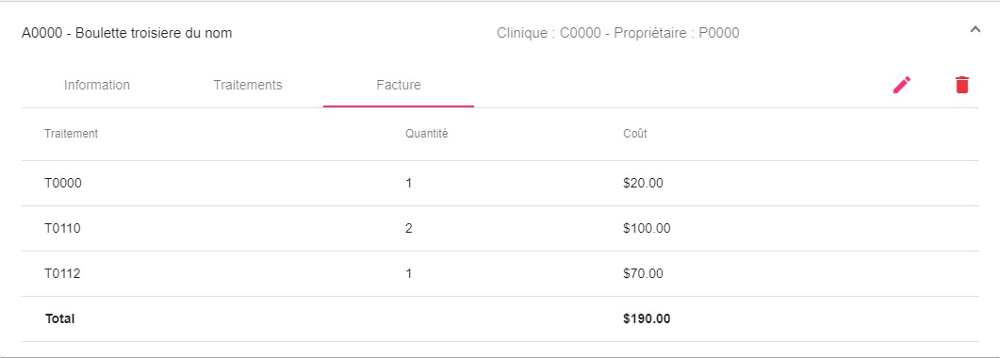 A0000 - Boulette troisiere du nom Clinique : C0000 - Propriétaire : P0000
Information Traitements Facture
Traitement Quantité Coût
T0000 1 $20.00
T0110 2 $100.00
T0112 1 $70.00
Total $190.00